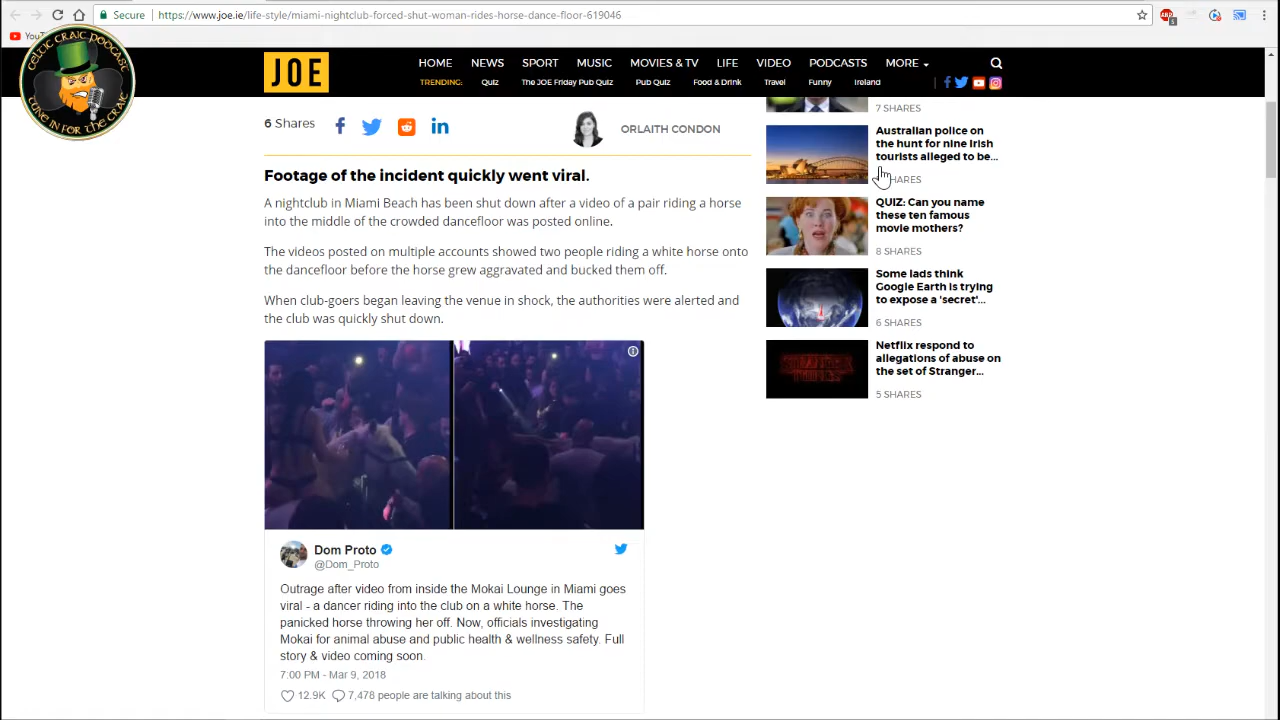 Secure
https://www.joe.ie/life-style/miami-nightclub-forced-shut-woman-rides-horse-dance-floor-619046
CELTIC CRAIC PODCAST
TUNE IN FOR THE CRAIC
JOE
HOME NEWS SPORT MUSIC MOVIES & TV LIFE VIDEO PODCASTS MORE
TRENDING: Quiz The JOE Friday Pub Quiz Pub Quiz Food & Drink Travel Funny Ireland
6 Shares
ORLAITH CONDON
Footage of the incident quickly went viral.
A nightclub in Miami Beach has been shut down after a video of a pair riding a horse
into the middle of the crowded dancefloor was posted online.
The videos posted on multiple accounts showed two people riding a white horse onto
the dancefloor before the horse grew aggravated and bucked them off.
When club-goers began leaving the venue in shock, the authorities were alerted and
the club was quickly shut down.
Dom Proto
@Dom_Proto
Outrage after video from inside the Mokai Lounge in Miami goes
viral - a dancer riding into the club on a white horse. The
panicked horse throwing her off. Now, officials investigating
Mokai for animal abuse and public health & wellness safety. Full
story & video coming soon.
7:00 PM - Mar 9, 2018
12.9K 7,478 people are talking about this
7 SHARES
Australian police on
the hunt for nine Irish
tourists alleged to be...
HARES
QUIZ: Can you name
these ten famous
movie mothers?
8 SHARES
Some lads think
Google Earth is trying
to expose a 'secret'...
6 SHARES
Netflix respond to
allegations of abuse on
the set of Stranger...
5 SHARES